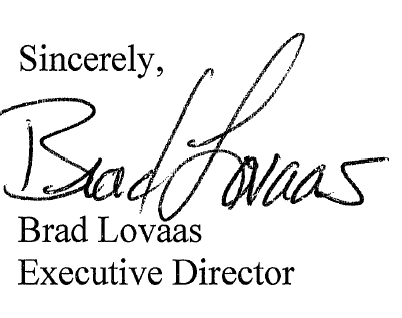 Sincerely,
Brad Lovaas
Brad Lovaas
Executive Director